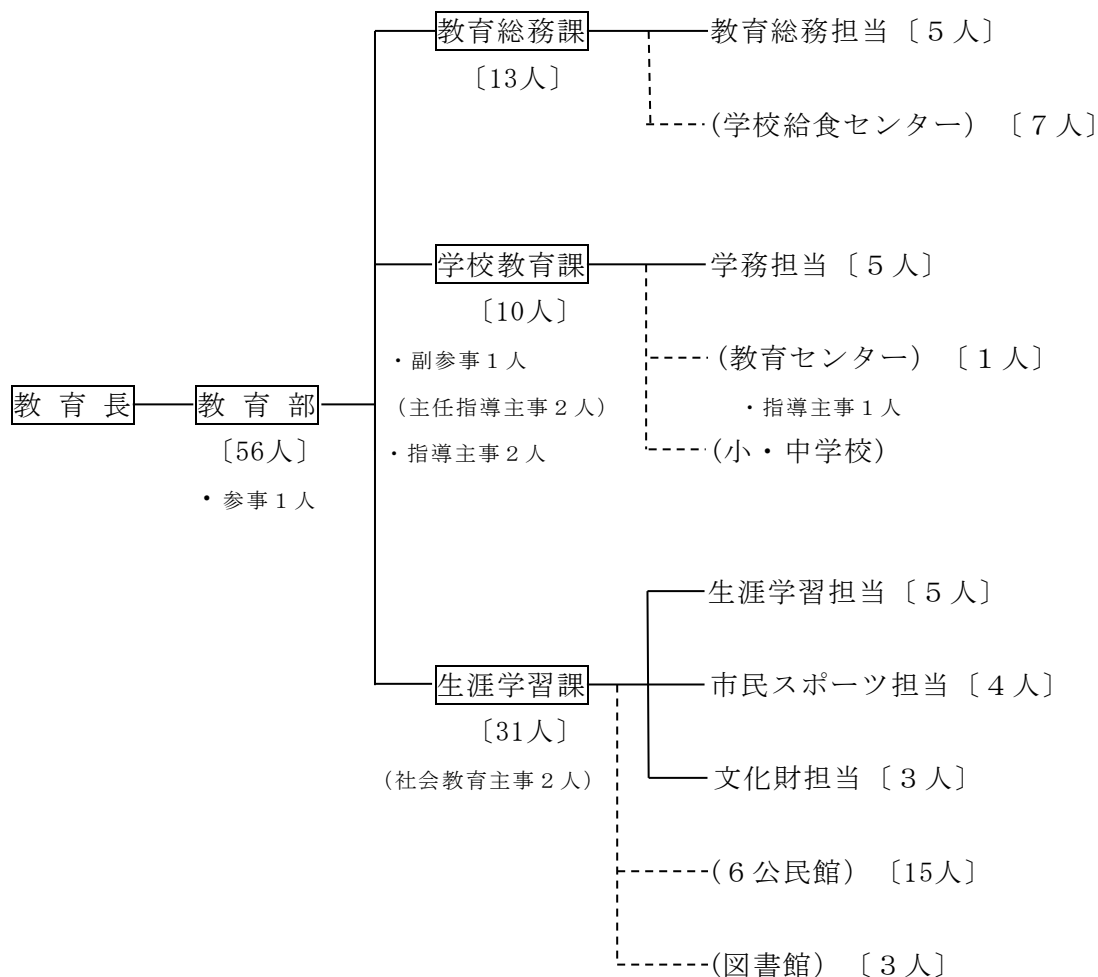 教育総務課 教育総務担当 〔５人〕
〔13人〕
(学校給食センター) 〔７人〕
学校教育課 学務担当 〔５人〕
〔10人〕
・副参事１人 (教育センター) 〔１人〕
教育長 教育部 (主任指導主事２人) ・指導主事１人
〔56人〕 ・指導主事２人 (小・中学校)
・参事１人
生涯学習担当 〔５人〕
生涯学習課 市民スポーツ担当 〔４人〕
〔31人〕
(社会教育主事２人) 文化財担当 〔３人〕
(６公民館) 〔15人〕
(図書館) 〔３人〕